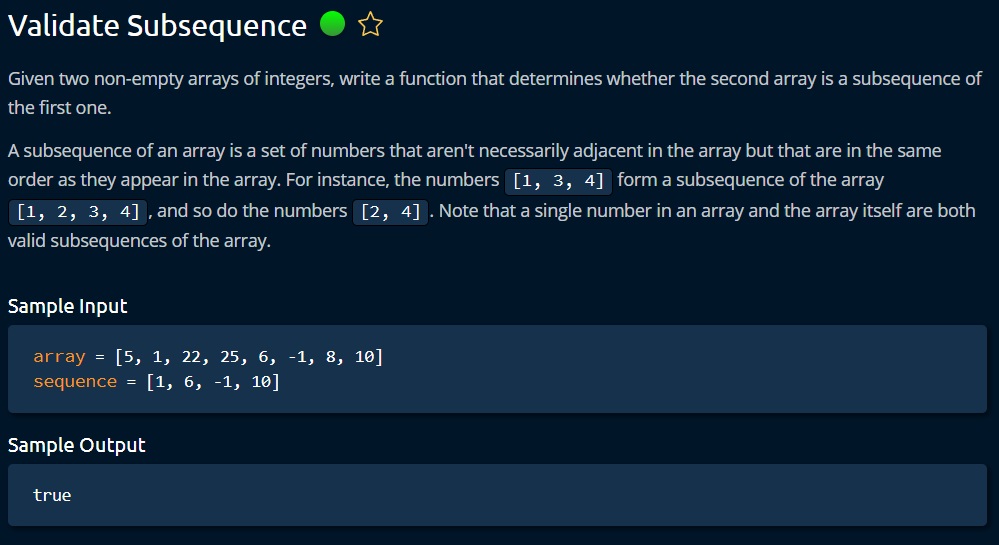 Validate Subsequence
Given two non-empty arrays of integers, write a function that determines whether the second array is a subsequence of
the first one.
A subsequence of an array is a set of numbers that aren't necessarily adjacent in the array but that are in the same
order as they appear in the array. For instance, the numbers [1, 3, 4] form a subsequence of the array
[1, 2, 3, 4], and so do the numbers [2, 4]. Note that a single number in an array and the array itself are both
valid subsequences of the array.
Sample Input
array = [5, 1, 22, 25, 6, -1, 8, 10]
sequence = [1, 6, -1, 10]
Sample Output
true